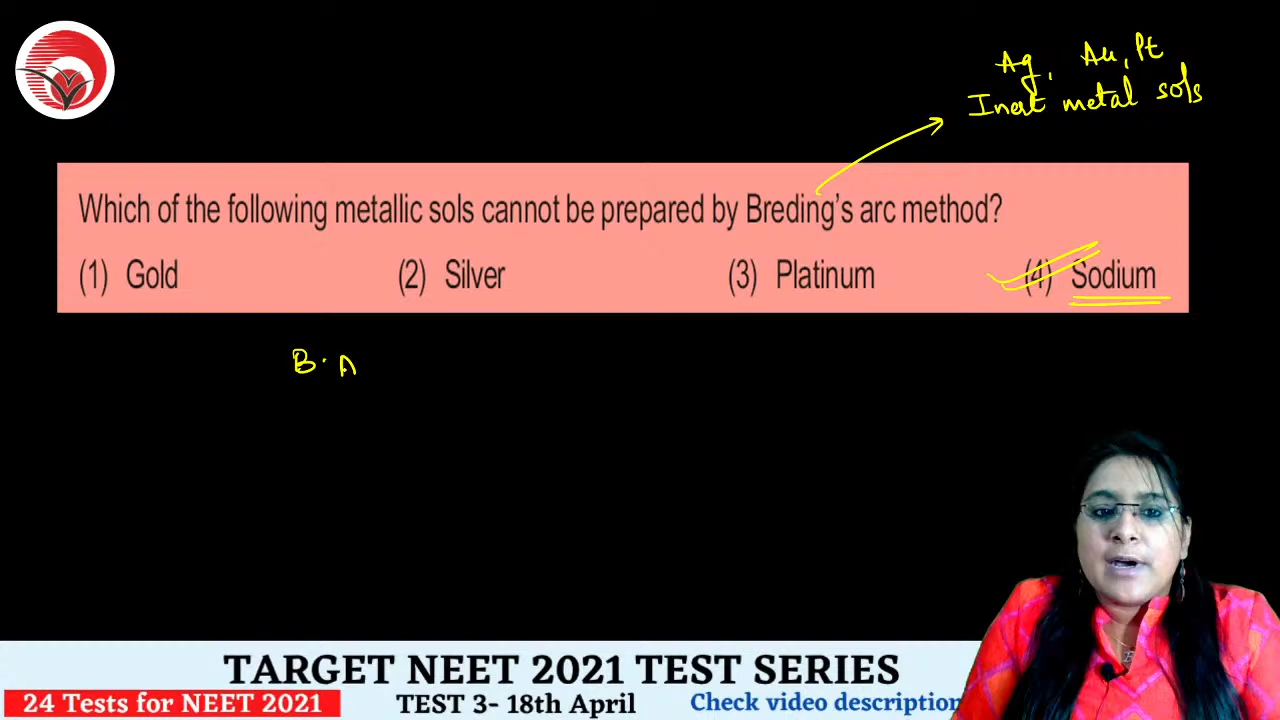 Ag, Au, Pt
Inert metal sols
Which of the following metallic sols cannot be prepared by Breding's arc method?
(1) Gold (2) Silver (3) Platinum (4) Sodium
B. A
TARGET NEET 2021 TEST SERIES
24 Tests for NEET 2021 TEST 3- 18th April Check video description